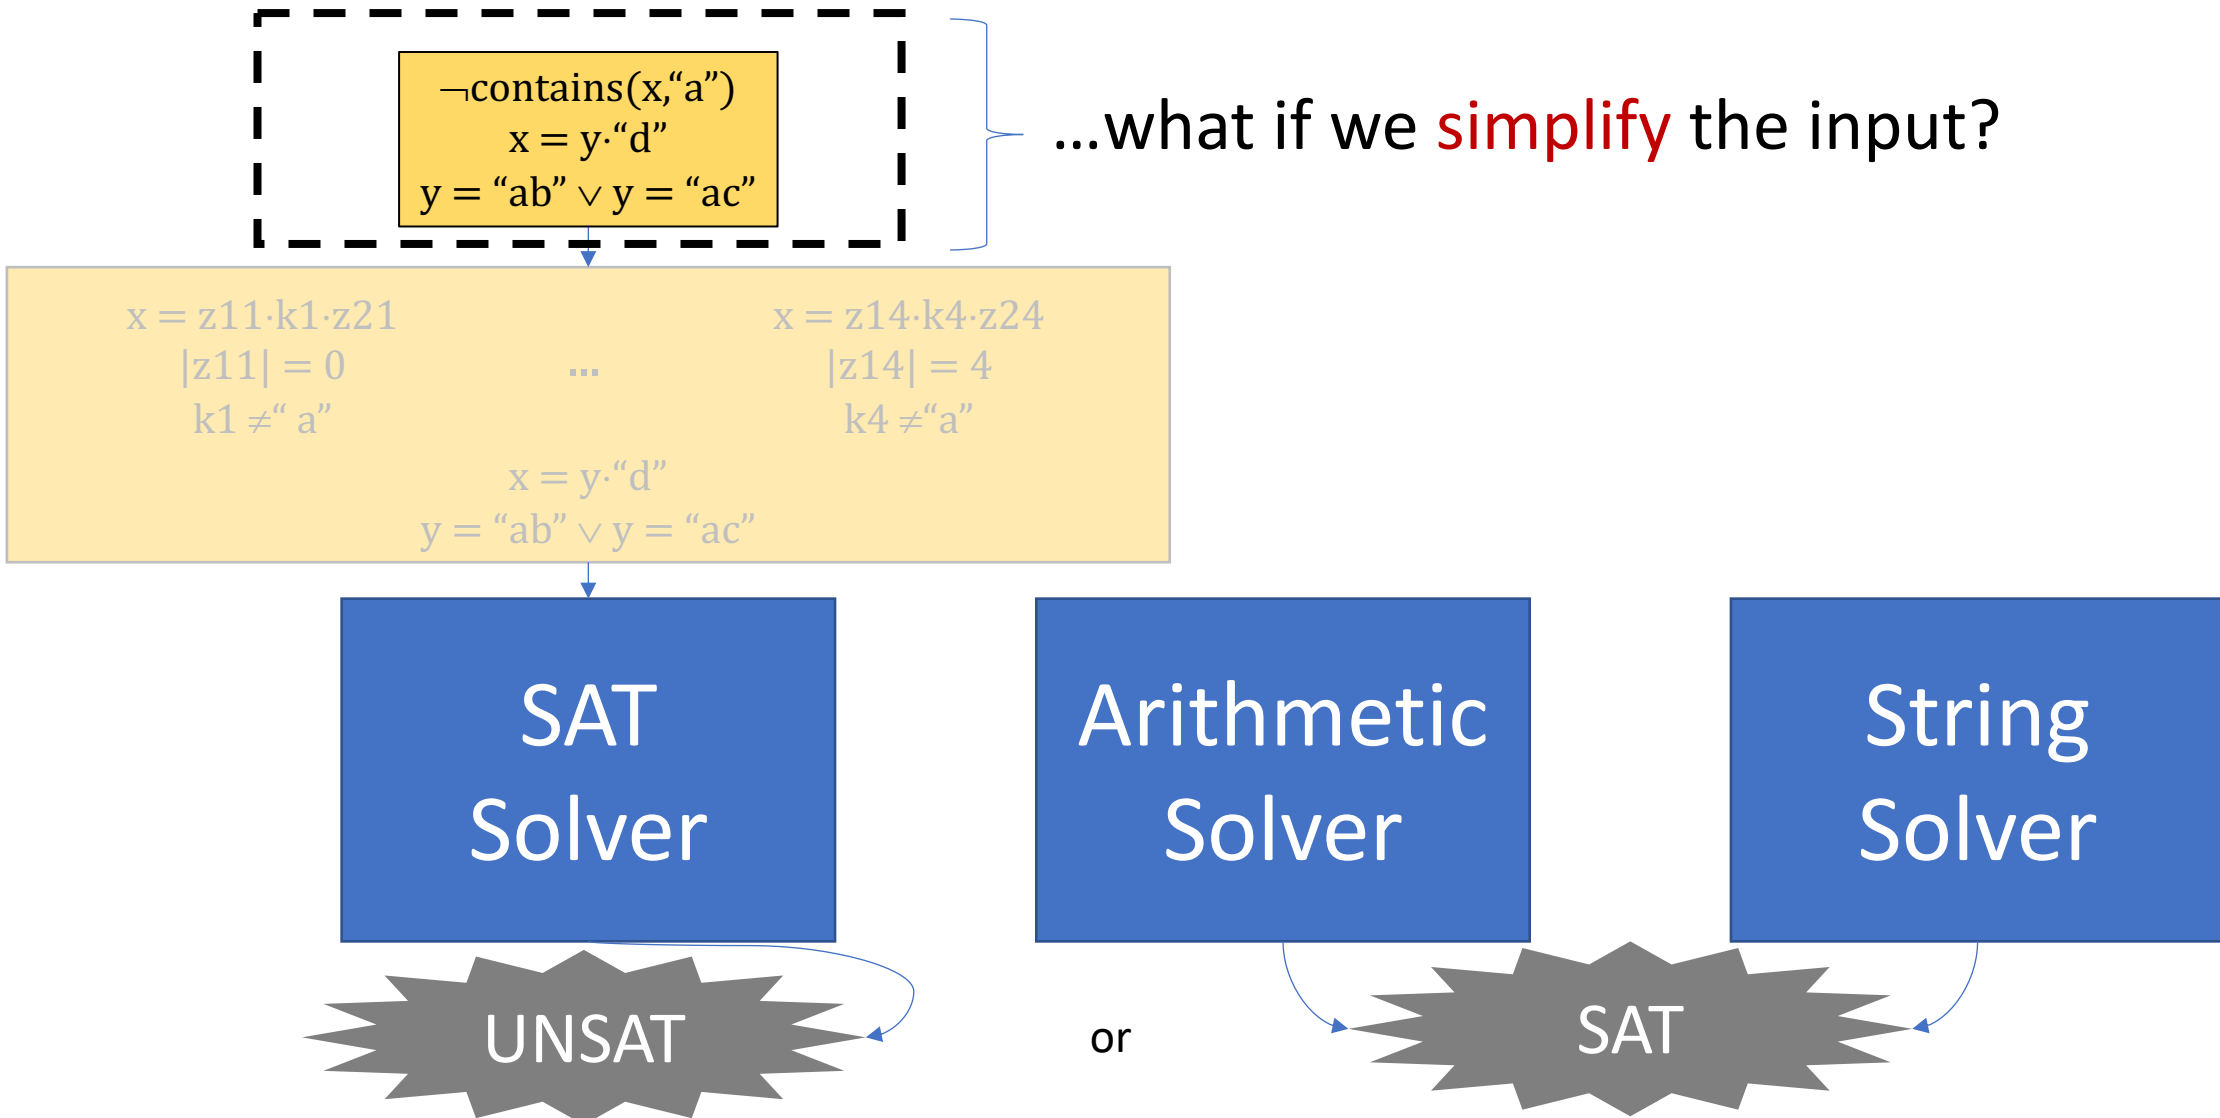 ¬contains(x,“a”)
x = y·“d”
y = “ab” ∨ y = “ac”
…what if we simplify the input?
x = z11·k1·z21
|z11| = 0
k1 ≠“ a”
...
x = z14·k4·z24
|z14| = 4
k4 ≠“a”
x = y·“d”
y = “ab” ∨ y = “ac”
SAT
Solver
Arithmetic
Solver
String
Solver
UNSAT
or
SAT